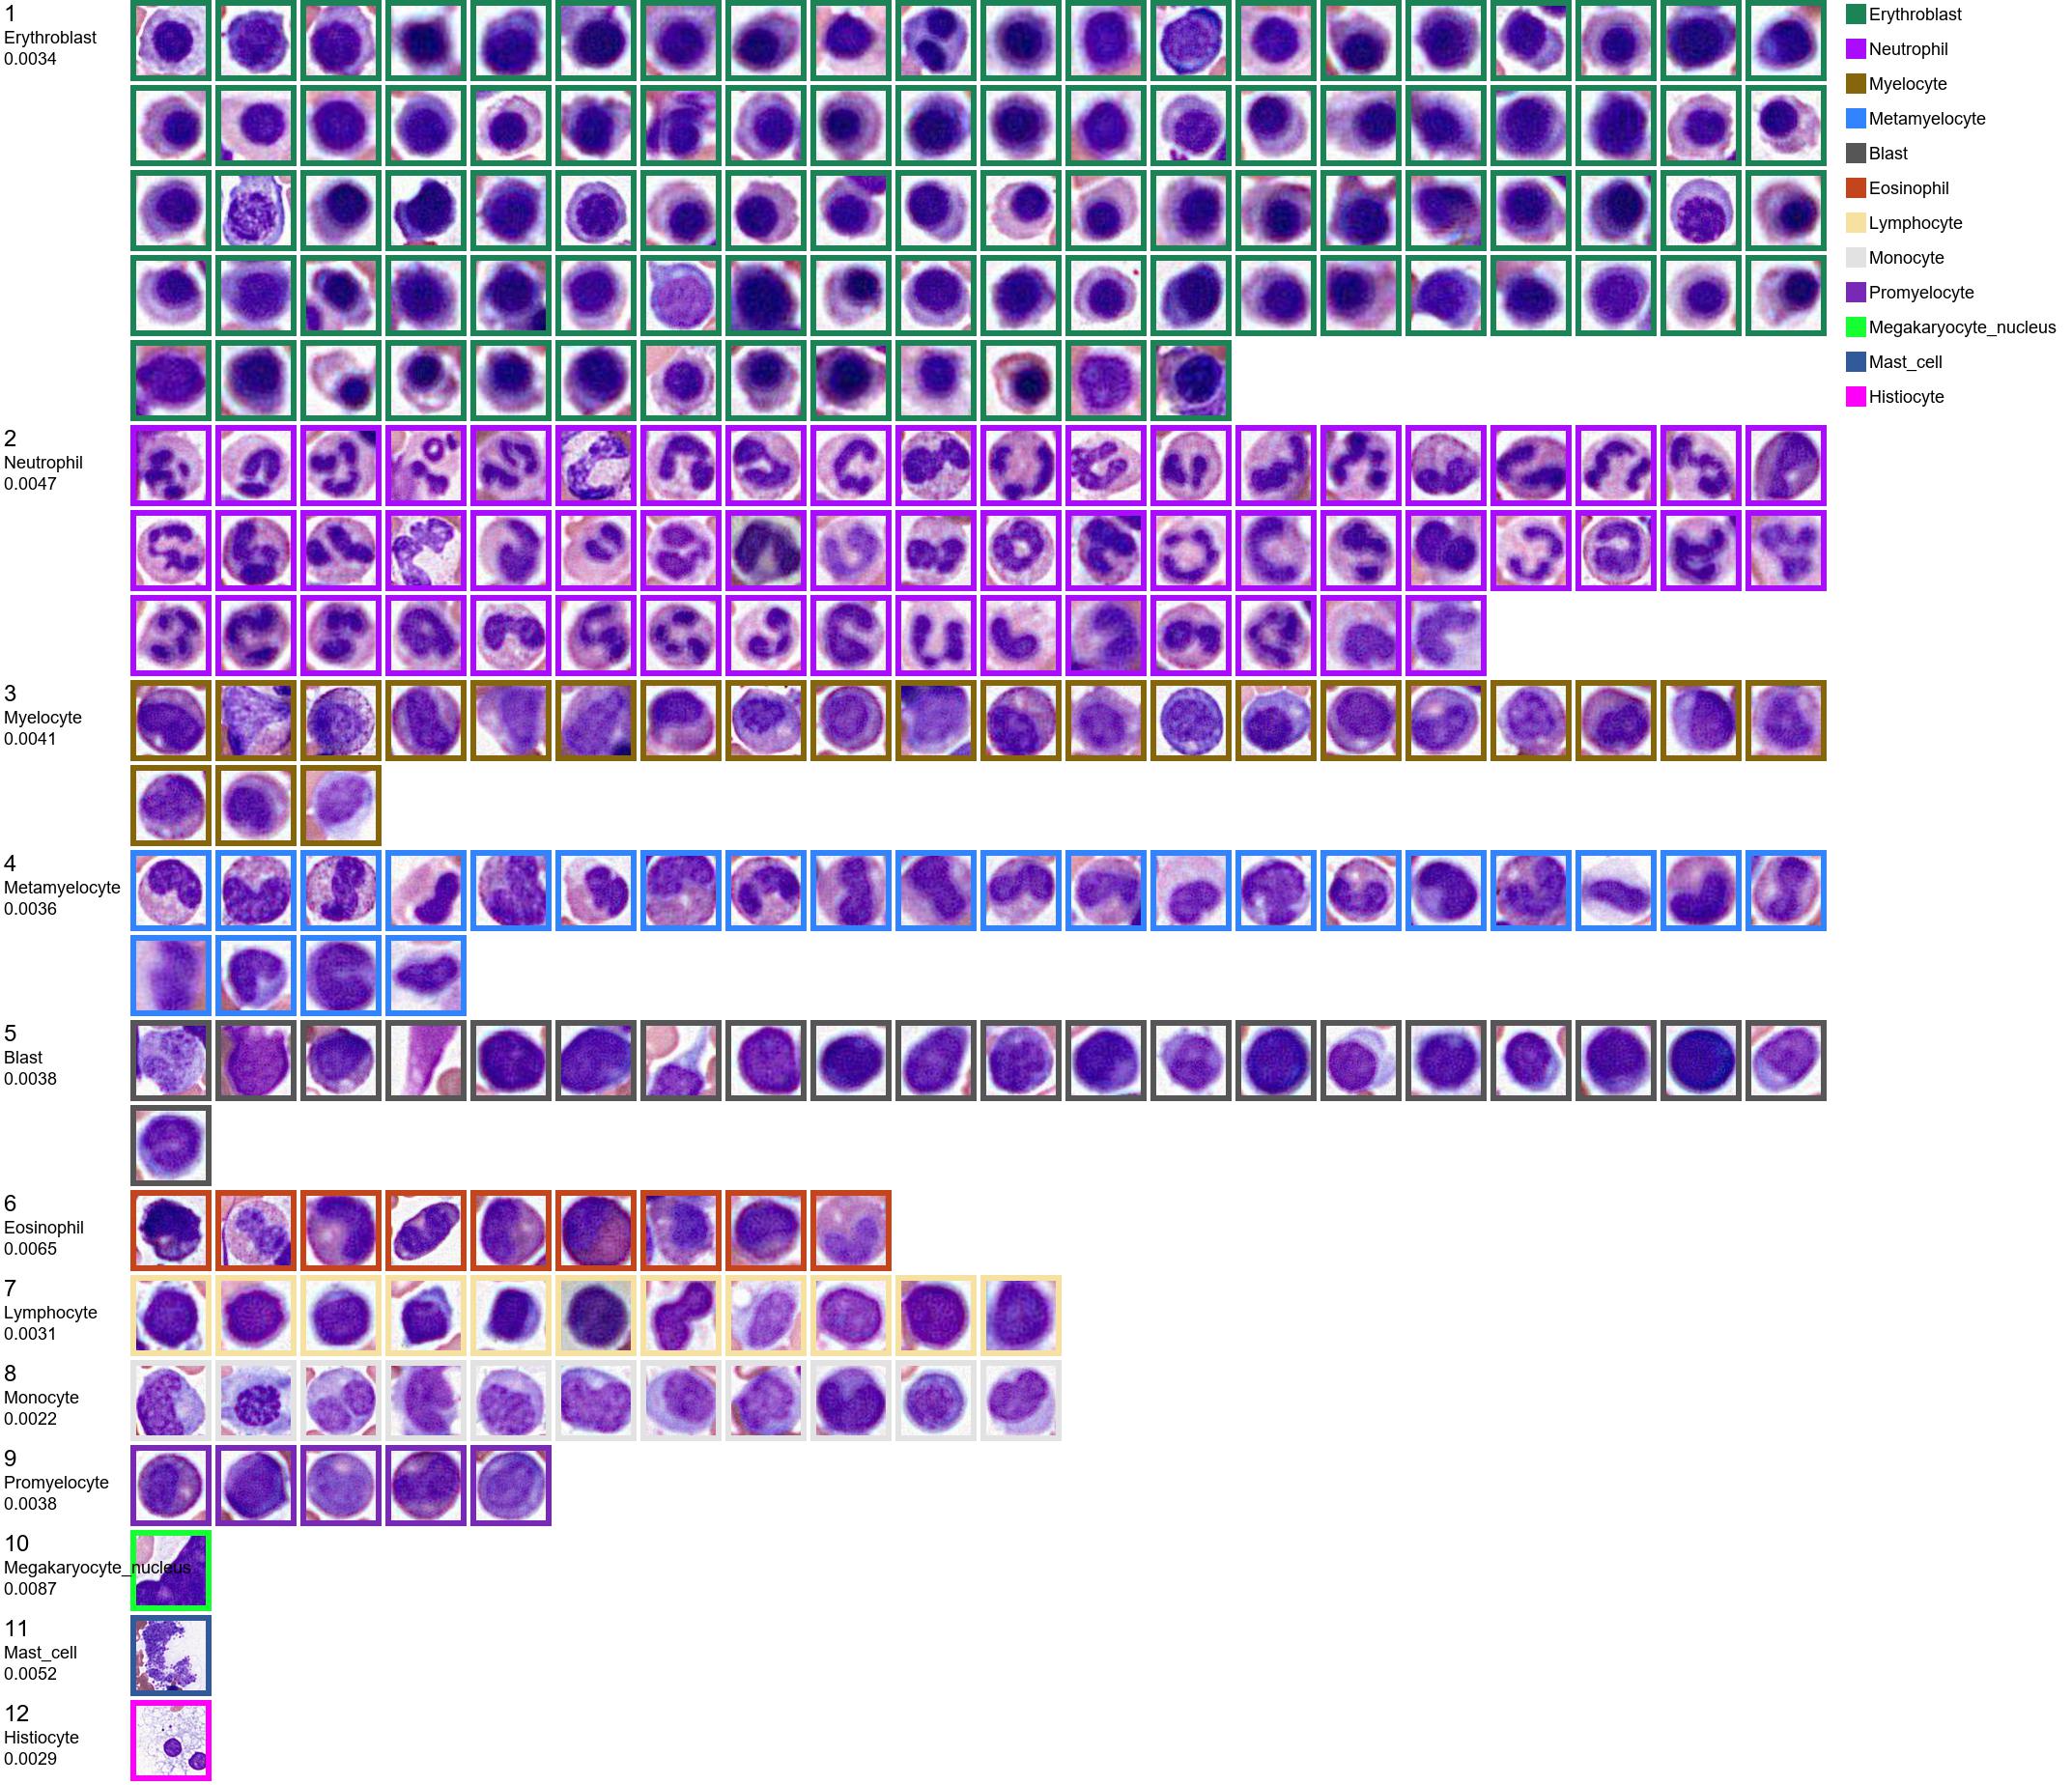 1
Erythroblast
0.0034
2
Neutrophil
0.0047
3
Myelocyte
0.0041
4
Metamyelocyte
0.0036
5
Blast
0.0038
6
Eosinophil
0.0065
7
Lymphocyte
0.0031
8
Monocyte
0.0022
9
Promyelocyte
0.0038
10
Megakaryocyte_nucleus
0.0087
11
Mast_cell
0.0052
12
Histiocyte
0.0029
Erythroblast
Neutrophil
Myelocyte
Metamyelocyte
Blast
Eosinophil
Lymphocyte
Monocyte
Promyelocyte
Megakaryocyte_nucleus
Mast_cell
Histiocyte